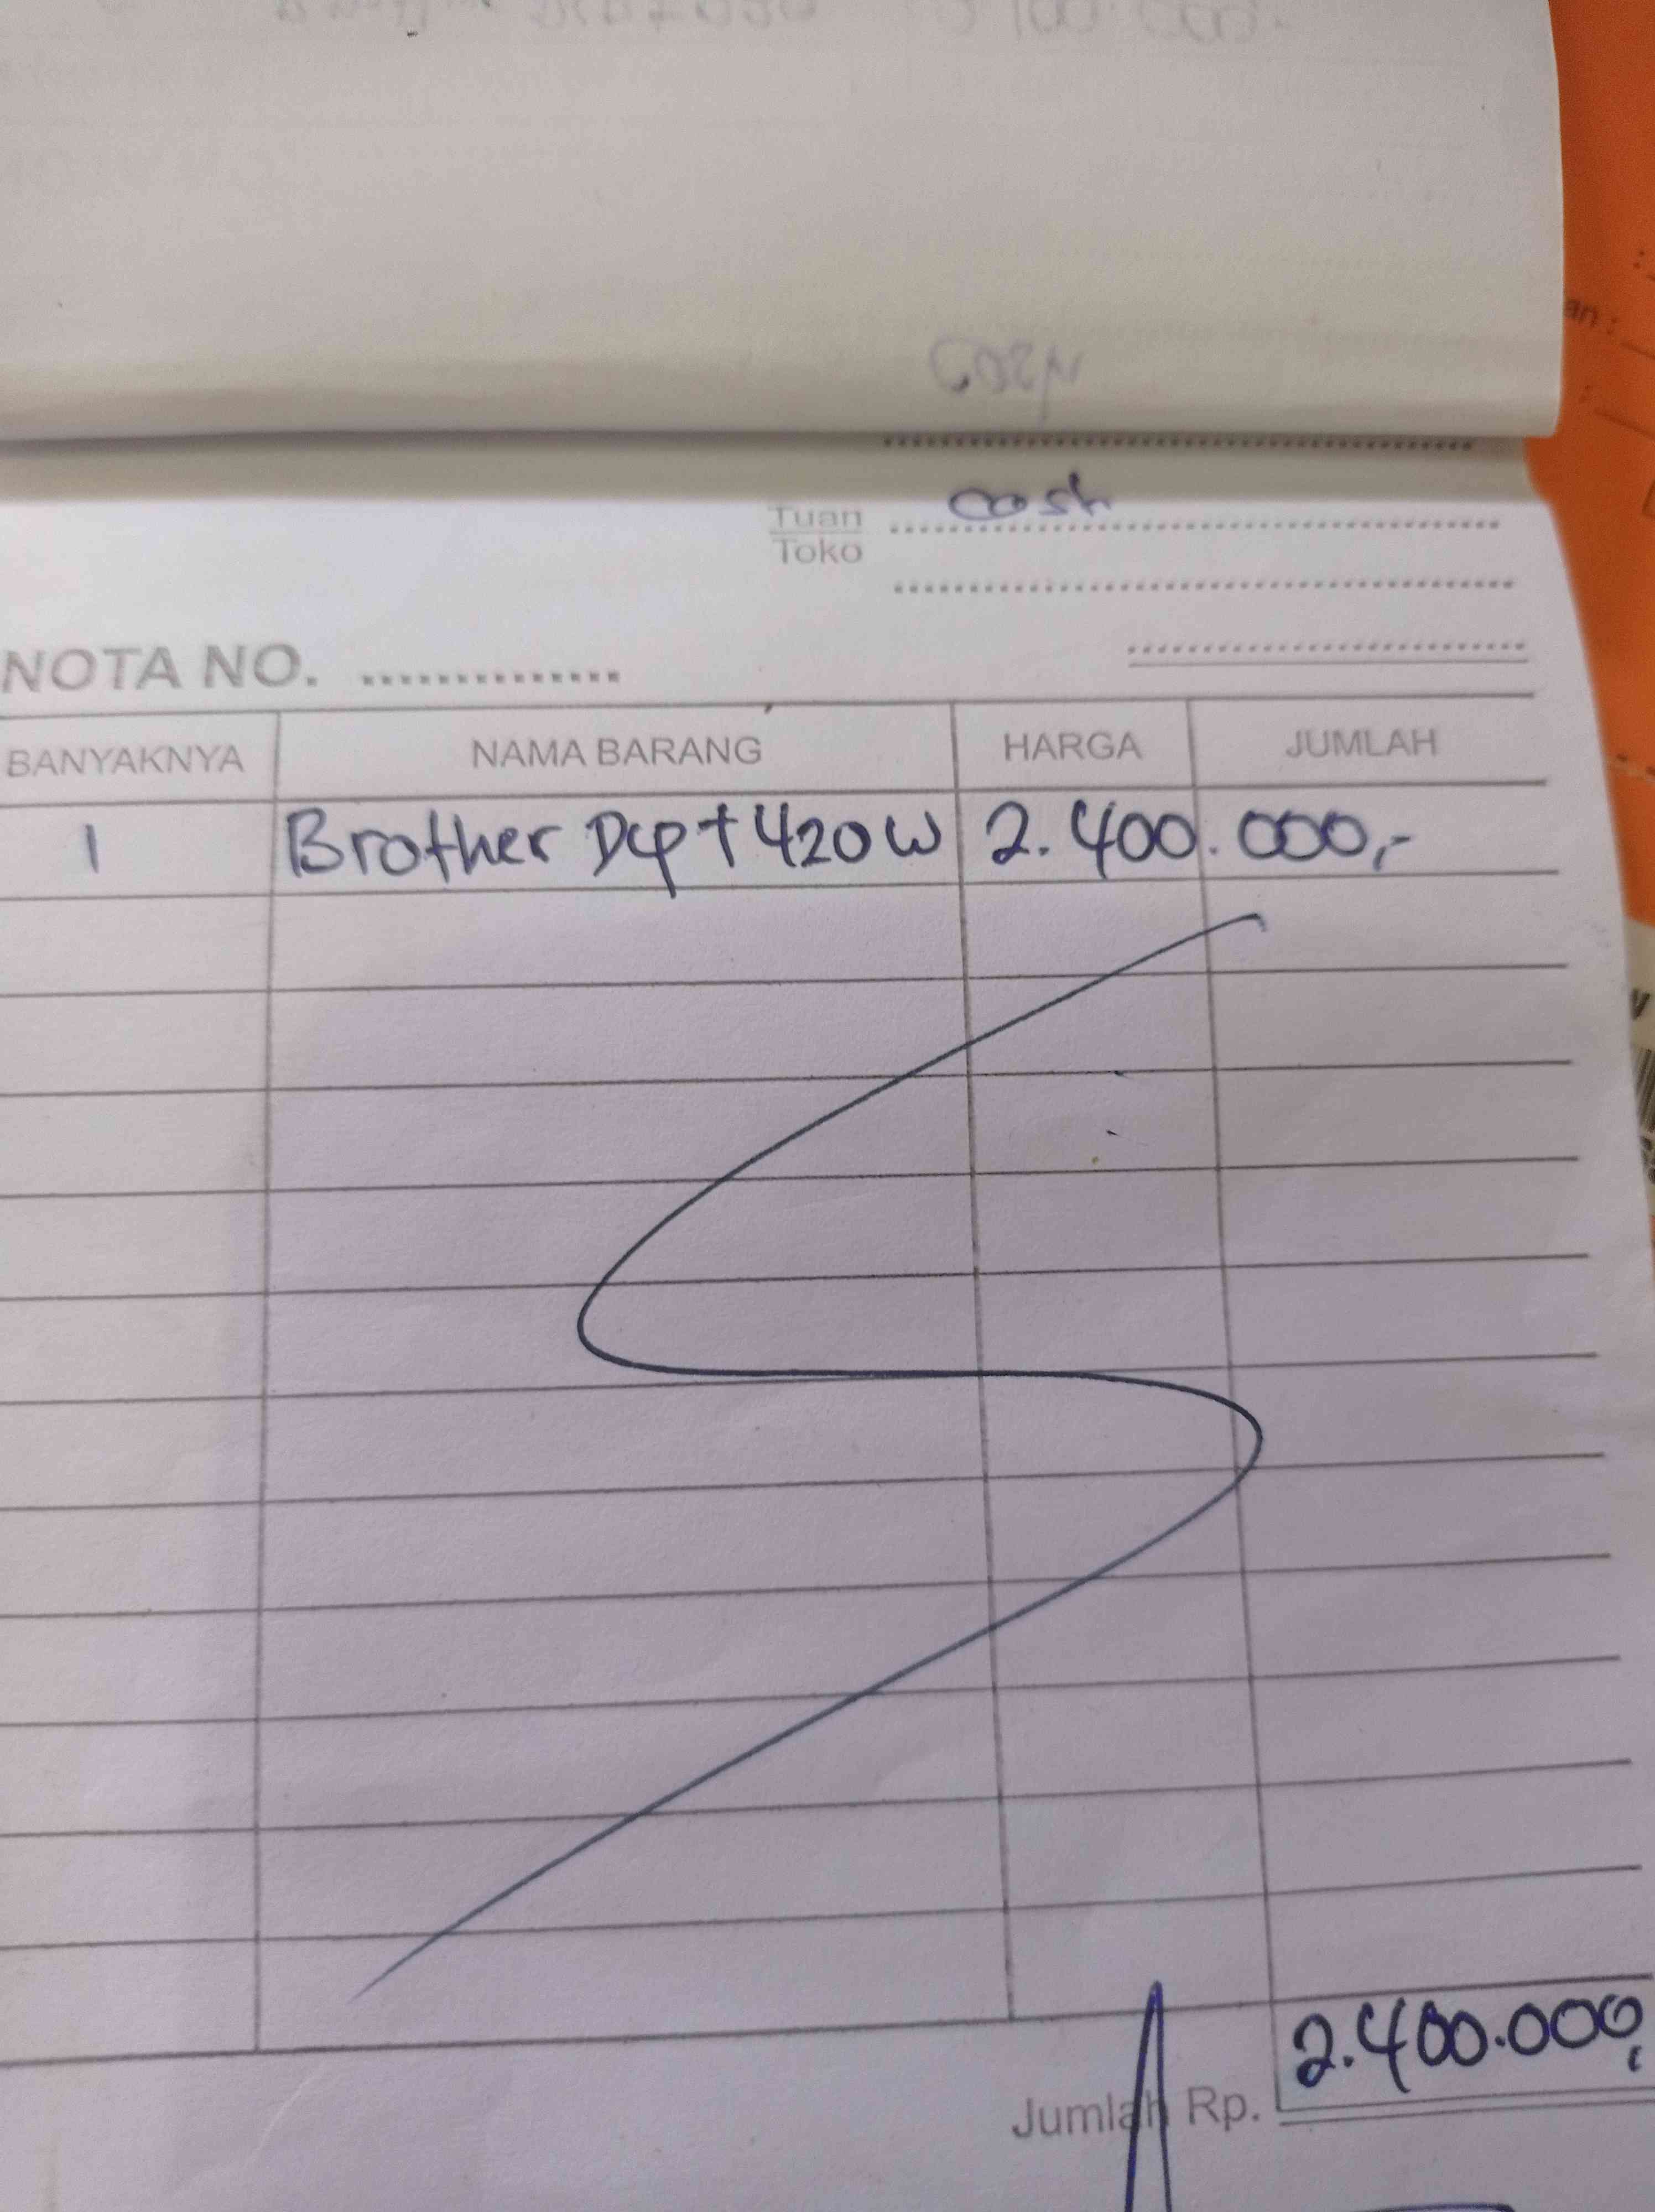 cash
Tuan
Toko
NOTA NO.
BANYAKNYA NAMA BARANG HARGA JUMLAH
1 Brother Dcp T420W 2.400.000,-
Jumlah Rp. 2.400.000,
an :